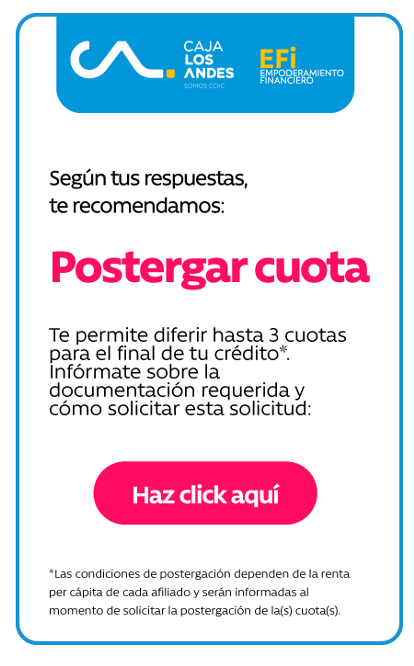 CAJA
LOS
ANDES
SOMOS CChC
EFi
EMPODERAMIENTO
FINANCIERO
Según tus respuestas,
te recomendamos:
Postergar cuota
Te permite diferir hasta 3 cuotas
para el final de tu crédito*.
Infórmate sobre la
documentación requerida y
cómo solicitar esta solicitud:
Haz click aquí
*Las condiciones de postergación dependen de la renta
per cápita de cada afiliado y serán informadas al
momento de solicitar la postergación de la(s) cuota(s).